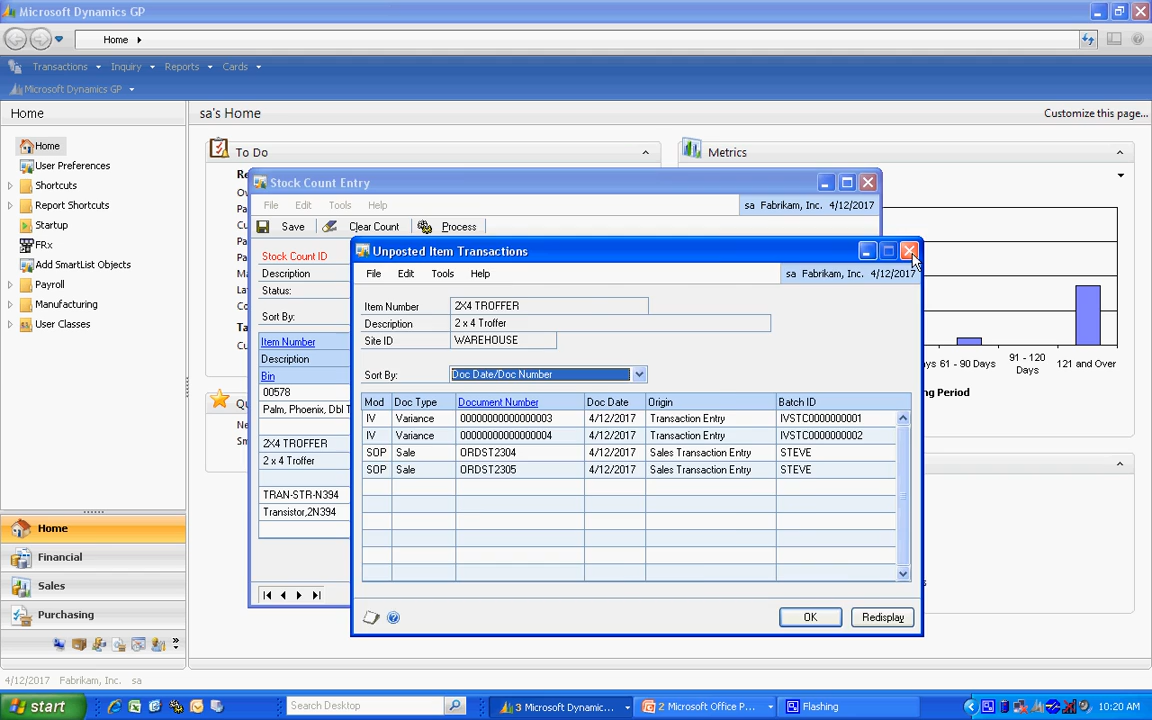 Microsoft Dynamics GP
Home
Transactions Inquiry Reports Cards
Microsoft Dynamics GP
Home
sa's Home
Customize this page...
Home
User Preferences
Shortcuts
Report Shortcuts
Startup
FRx
Add SmartList Objects
Payroll
Manufacturing
User Classes
Home
Financial
Sales
Purchasing
To Do
Metrics
Stock Count Entry
File Edit Tools Help
sa Fabrikam, Inc. 4/12/2017
Save Clear Count Process
Stock Count ID
Description
Status:
Sort By:
Item Number
Description
Bin
00578
Palm, Phoenix, Dbl T
2X4 TROFFER
2 x 4 Troffer
TRAN-STR-N394
Transistor,2N394
Unposted Item Transactions
File Edit Tools Help
sa Fabrikam, Inc. 4/12/2017
Item Number 2X4 TROFFER
Description 2 x 4 Troffer
Site ID WAREHOUSE
Sort By: Doc Date/Doc Number
Mod Doc Type Document Number Doc Date Origin Batch ID
IV Variance 00000000000000003 4/12/2017 Transaction Entry IVSTC0000000001
IV Variance 00000000000000004 4/12/2017 Transaction Entry IVSTC0000000002
SOP Sale ORDST2304 4/12/2017 Sales Transaction Entry STEVE
SOP Sale ORDST2305 4/12/2017 Sales Transaction Entry STEVE
OK Redisplay
61 - 90 Days
91 - 120 Days
121 and Over
ng Period
4/12/2017 Fabrikam, Inc. sa
start
Search Desktop
3 Microsoft Dynamic...
2 Microsoft Office P...
Flashing
10:20 AM